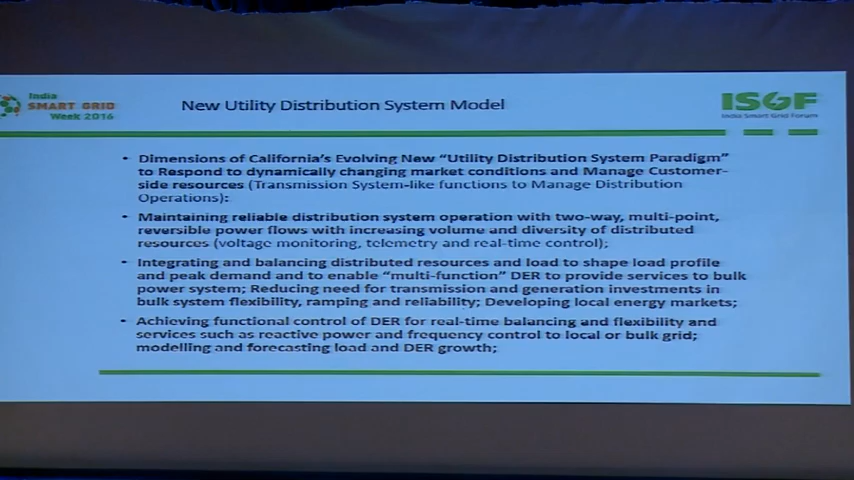 India
SMART GRID
Week 2016
New Utility Distribution System Model
ISGF
India Smart Grid Forum
• Dimensions of California's Evolving New “Utility Distribution System Paradigm”
to Respond to dynamically changing market conditions and Manage Customer-
side resources (Transmission System-like functions to Manage Distribution
Operations):
• Maintaining reliable distribution system operation with two-way, multi-point,
reversible power flows with increasing volume and diversity of distributed
resources (voltage monitoring, telemetry and real-time control);
• Integrating and balancing distributed resources and load to shape load profile
and peak demand and to enable “multi-function” DER to provide services to bulk
power system; Reducing need for transmission and generation investments in
bulk system flexibility, ramping and reliability; Developing local energy markets;
• Achieving functional control of DER for real-time balancing and flexibility and
services such as reactive power and frequency control to local or bulk grid;
modelling and forecasting load and DER growth;